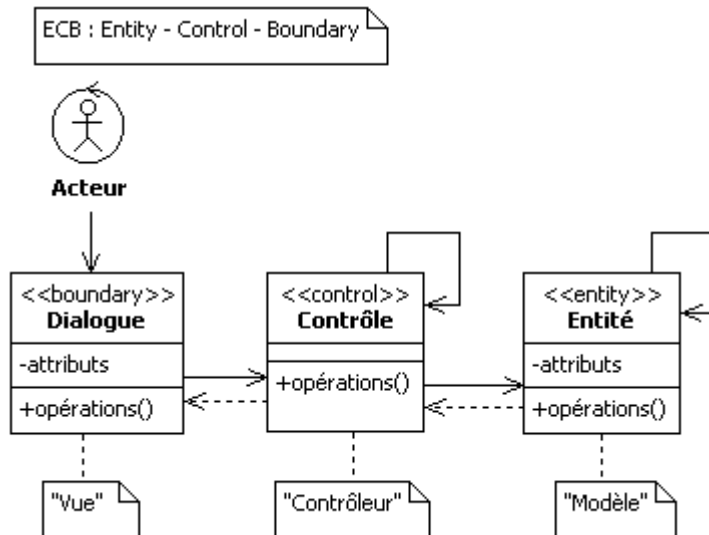 ECB : Entity - Control - Boundary
Acteur
<<boundary>>
Dialogue
-attributs
+opérations()
<<control>>
Contrôle
+opérations()
<<entity>>
Entité
-attributs
+opérations()
"Vue"
"Contrôleur"
"Modèle"